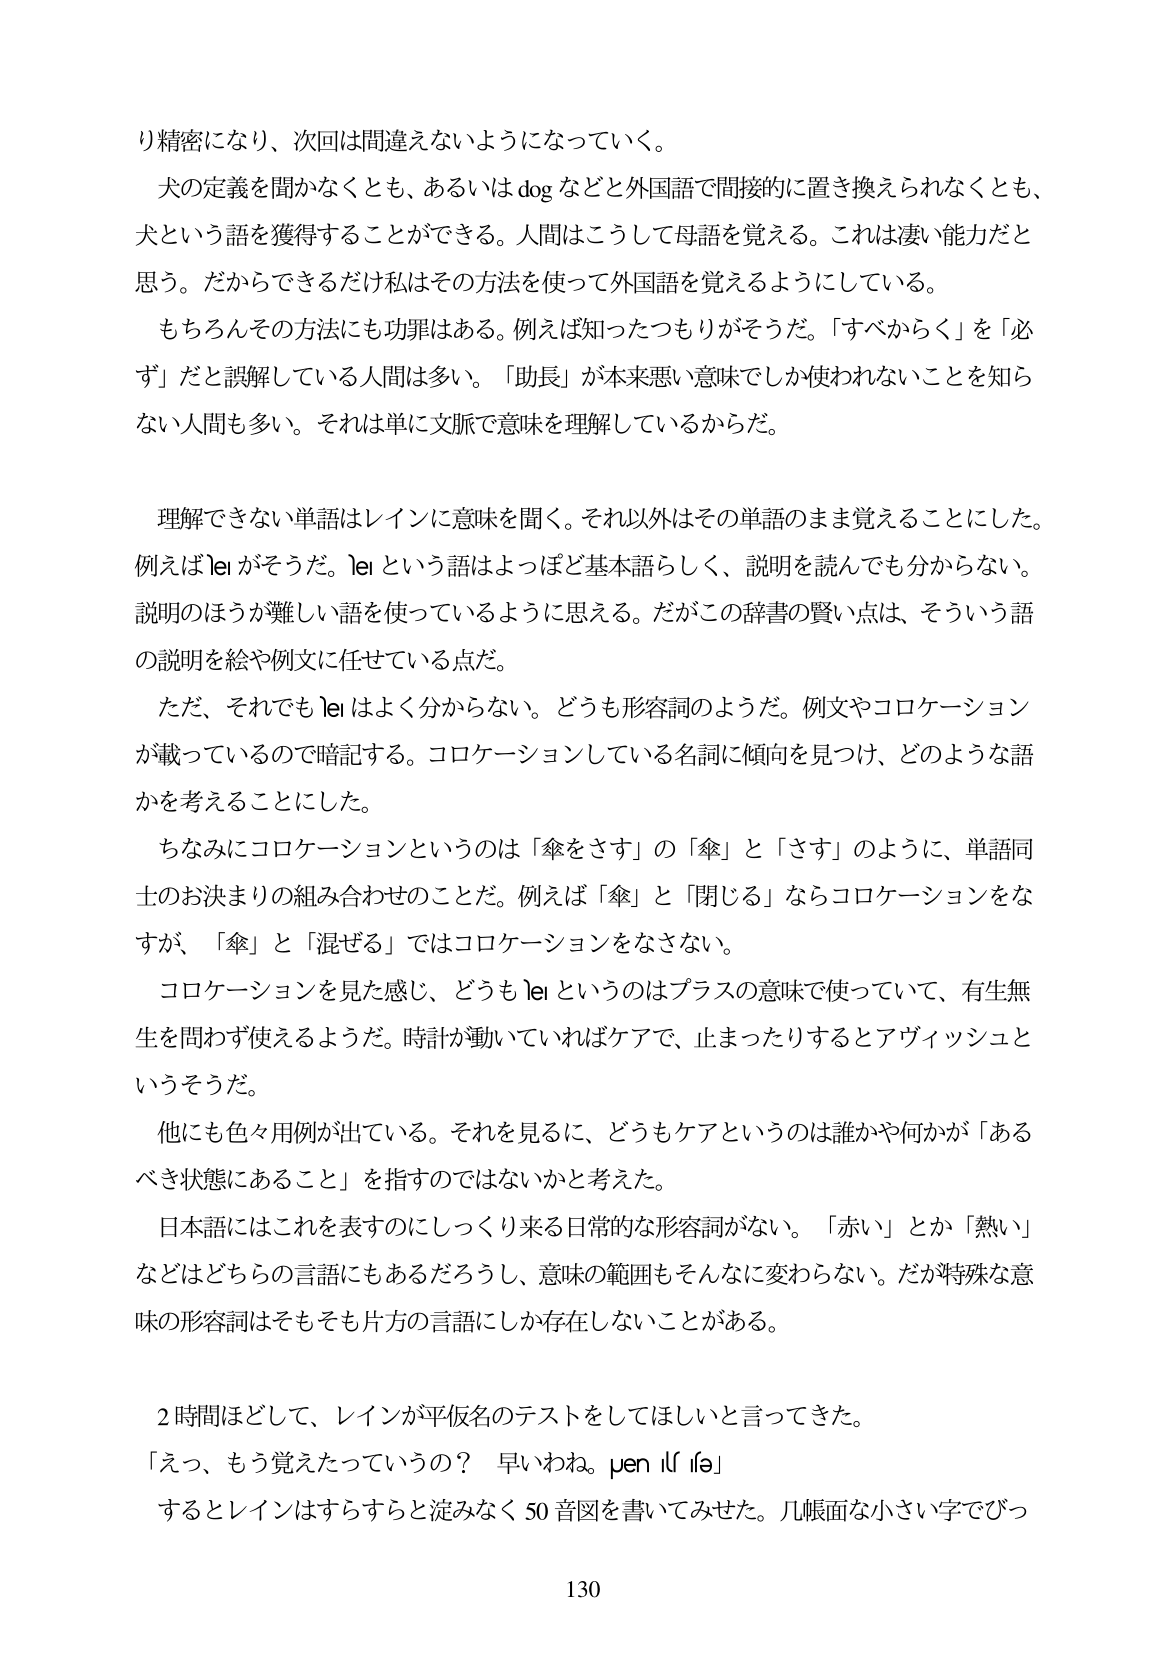 り精密になり、次回は間違えないようになっていく。
犬の定義を聞かなくとも、あるいは dog などと外国語で間接的に置き換えられなくとも、
犬という語を獲得することができる。人間はこうして母語を覚える。これは凄い能力だと
思う。だからできるだけ私はその方法を使って外国語を覚えるようにしている。
もちろんその方法にも功罪はある。例えば知ったつもりがそうだ。「すべからく」を「必
ず」だと誤解している人間は多い。「助長」が本来悪い意味でしか使われないことを知ら
ない人間も多い。それは単に文脈で意味を理解しているからだ。
理解できない単語はレインに意味を聞く。それ以外はその単語のまま覚えることにした。
例えば がそうだ。 という語はよっぽど基本語らしく、説明を読んでも分からない。
説明のほうが難しい語を使っているように思える。だがこの辞書の賢い点は、そういう語
の説明を絵や例文に任せている点だ。
ただ、それでも はよく分からない。どうも形容詞のようだ。例文やコロケーション
が載っているので暗記する。コロケーションしている名詞に傾向を見つけ、どのような語
かを考えることにした。
ちなみにコロケーションというのは「傘をさす」の「傘」と「さす」のように、単語同
士のお決まりの組み合わせのことだ。例えば「傘」と「閉じる」ならコロケーションをな
すが、「傘」と「混ぜる」ではコロケーションをなさない。
コロケーションを見た感じ、どうも というのはプラスの意味で使っていて、有生無
生を問わず使えるようだ。時計が動いていればケアで、止まったりするとアヴィッシュと
いうそうだ。
他にも色々用例が出ている。それを見るに、どうもケアというのは誰かや何かが「ある
べき状態にあること」を指すのではないかと考えた。
日本語にはこれを表すのにしっくり来る日常的な形容詞がない。「赤い」とか「熱い」
などはどちらの言語にもあるだろうし、意味の範囲もそんなに変わらない。だが特殊な意
味の形容詞はそもそも片方の言語にしか存在しないことがある。
2 時間ほどして、レインが平仮名のテストをしてほしいと言ってきた。
「えっ、もう覚えたっていうの？　早いわね。 」
するとレインはすらすらと淀みなく 50 音図を書いてみせた。几帳面な小さい字でびっ
130